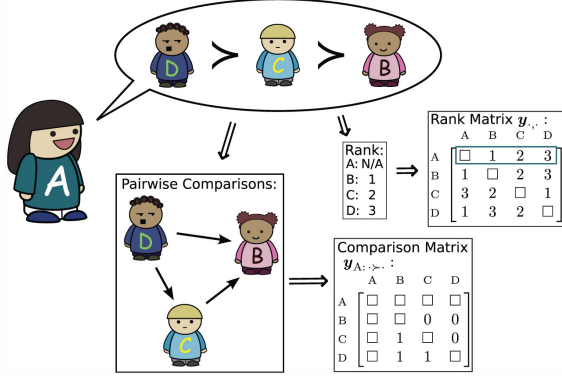 D ≻ C ≻ B
A
Rank:
A: N/A
B: 1
C: 2
D: 3
⇒
Rank Matrix y.,. :
A B C D
A □ 1 2 3
B 1 □ 2 3
C 3 2 □ 1
D 1 3 2 □
Pairwise Comparisons:
D
B
C
⇒
Comparison Matrix
yA:·≻· :
A B C D
A □ □ □ □
B □ □ 0 0
C □ 1 □ 0
D □ 1 1 □